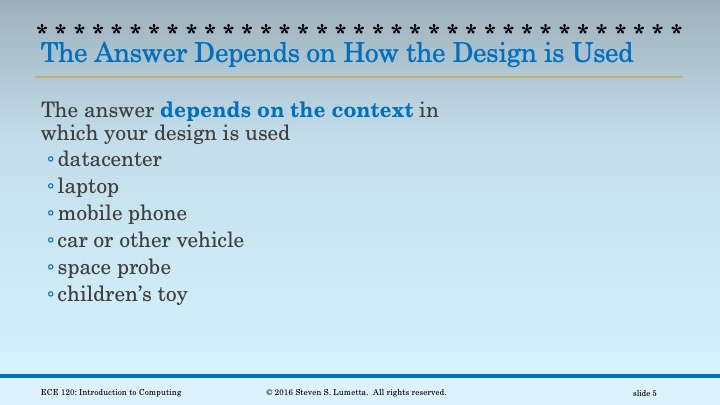 * * * * * * * * * * * * * * * * * * * * * * * * * * * * * * * * * * *
The Answer Depends on How the Design is Used
The answer depends on the context in
which your design is used
◦datacenter
◦laptop
◦mobile phone
◦car or other vehicle
◦space probe
◦children’s toy
ECE 120: Introduction to Computing © 2016 Steven S. Lumetta. All rights reserved. slide 5